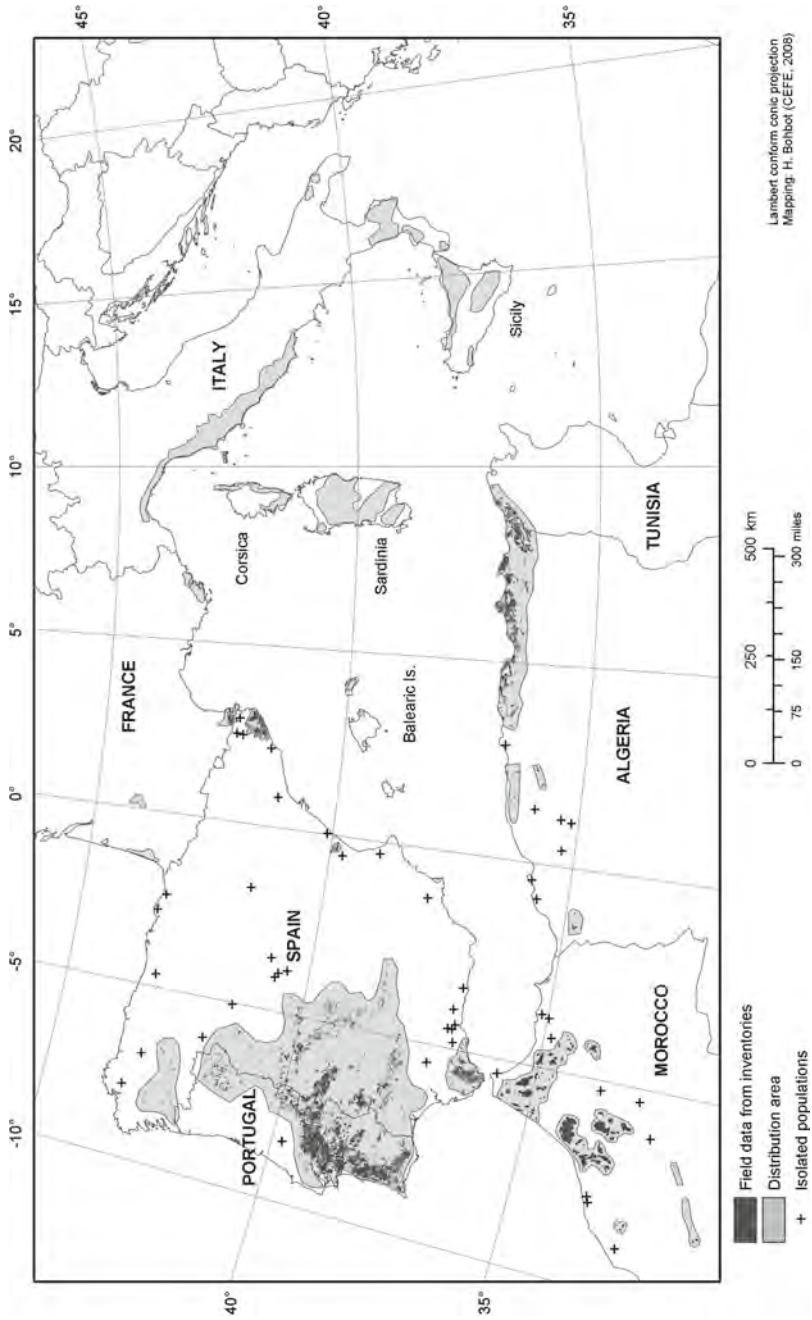 -10°
-5°
0°
5°
10°
15°
20°
45°
40°
35°
40°
35°
FRANCE
ITALY
Corsica
Sardinia
Sicily
Balearic Is.
SPAIN
PORTUGAL
MOROCCO
ALGERIA
TUNISIA
Field data from inventories
Distribution area
+ Isolated populations
0 250 500 km
0 75 150 300 miles
Lambert conform conic projection
Mapping: H. Bohbot (CEFE, 2008)